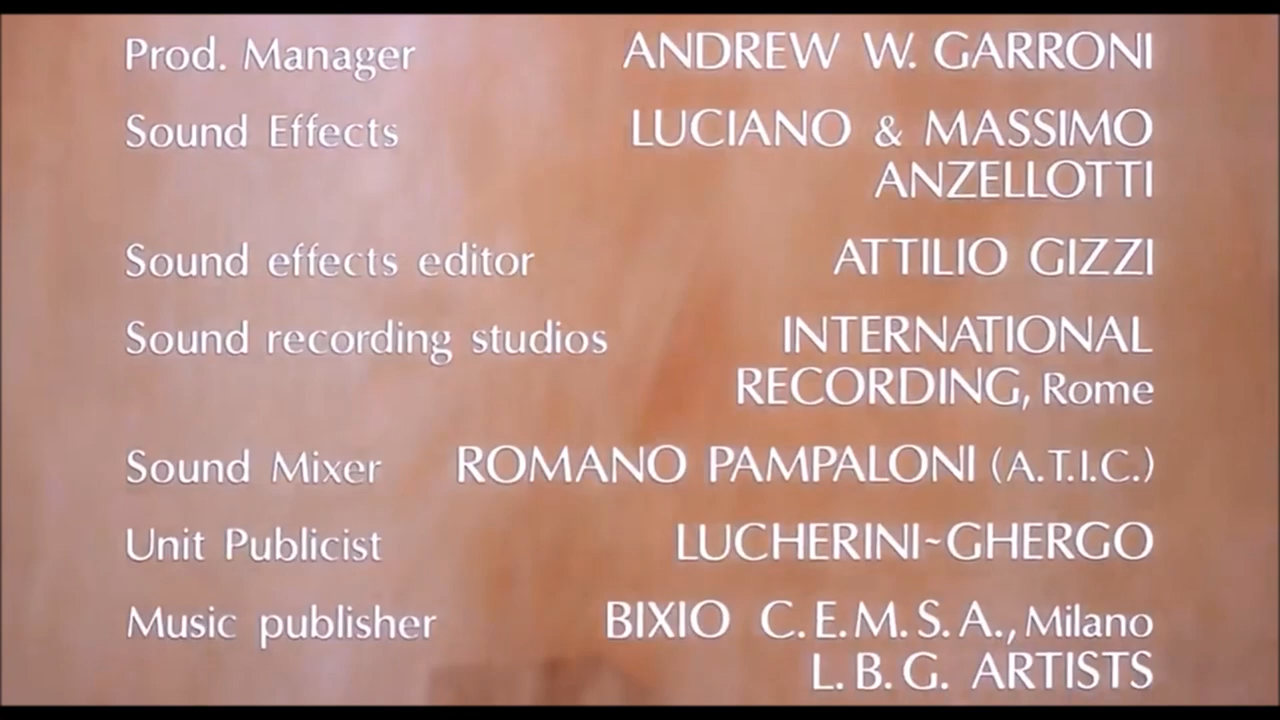 Prod. Manager ANDREW W. GARRONI
Sound Effects LUCIANO & MASSIMO
ANZELLOTTI
Sound effects editor ATTILIO GIZZI
Sound recording studios INTERNATIONAL
RECORDING, Rome
Sound Mixer ROMANO PAMPALONI (A.T.I.C.)
Unit Publicist LUCHERINI~GHERGO
Music publisher BIXIO C.E.M.S.A., Milano
L.B.G. ARTISTS